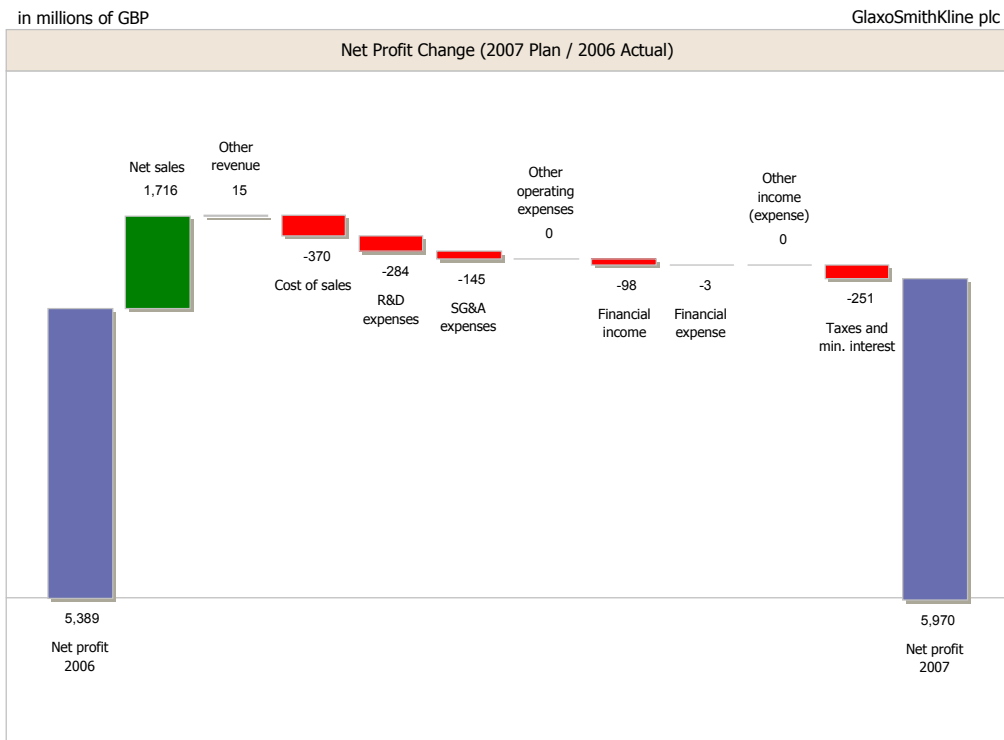 in millions of GBP
GlaxoSmithKline plc
Net Profit Change (2007 Plan / 2006 Actual)
5,389
Net profit
2006
Net sales
1,716
Other
revenue
15
-370
Cost of sales
-284
R&D
expenses
-145
SG&A
expenses
Other
operating
expenses
0
-98
Financial
income
-3
Financial
expense
Other
income
(expense)
0
-251
Taxes and
min. interest
5,970
Net profit
2007